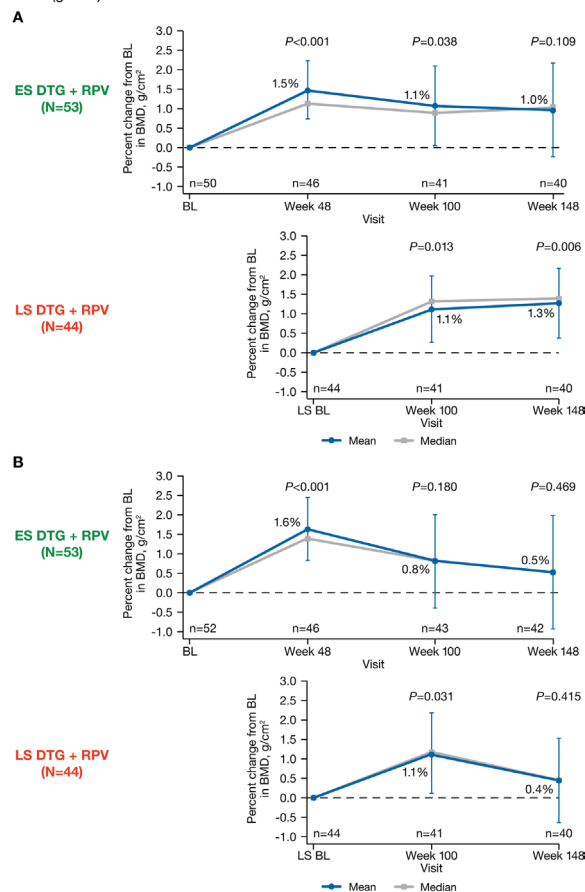 A
ES DTG + RPV
(N=53)
Percent change from BL
in BMD, g/cm²
3.0
2.5
2.0
1.5
1.0
0.5
0.0
-0.5
-1.0
P<0.001
P=0.038
P=0.109
1.5%
1.1%
1.0%
n=50
n=46
n=41
n=40
BL
Week 48
Week 100
Week 148
Visit
LS DTG + RPV
(N=44)
Percent change from BL
in BMD, g/cm²
3.0
2.5
2.0
1.5
1.0
0.5
0.0
-0.5
-1.0
P=0.013
P=0.006
1.1%
1.3%
n=44
n=41
n=40
LS BL
Week 100
Week 148
Visit
Mean
Median
B
ES DTG + RPV
(N=53)
Percent change from BL
in BMD, g/cm²
3.0
2.5
2.0
1.5
1.0
0.5
0.0
-0.5
-1.0
P<0.001
P=0.180
P=0.469
1.6%
0.8%
0.5%
n=52
n=46
n=43
n=42
BL
Week 48
Week 100
Week 148
Visit
LS DTG + RPV
(N=44)
Percent change from BL
in BMD, g/cm²
3.0
2.5
2.0
1.5
1.0
0.5
0.0
-0.5
-1.0
P=0.031
P=0.415
1.1%
0.4%
n=44
n=41
n=40
LS BL
Week 100
Week 148
Visit
Mean
Median